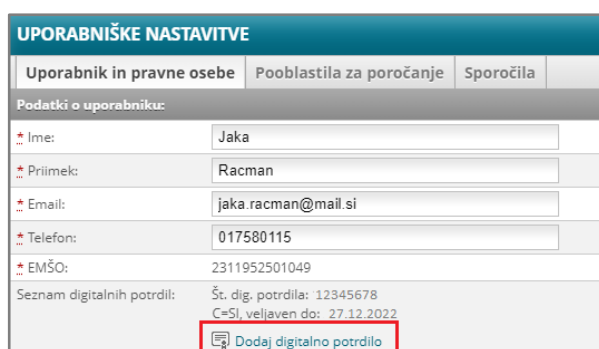 UPORABNIŠKE NASTAVITVE
Uporabnik in pravne osebe Pooblastila za poročanje Sporočila
Podatki o uporabniku:
* Ime: Jaka
* Priimek: Racman
* Email: jaka.racman@mail.si
* Telefon: 017580115
* EMŠO: 2311952501049
Seznam digitalnih potrdil: Št. dig. potrdila: 12345678
C=SI, veljaven do: 27.12.2022
Dodaj digitalno potrdilo